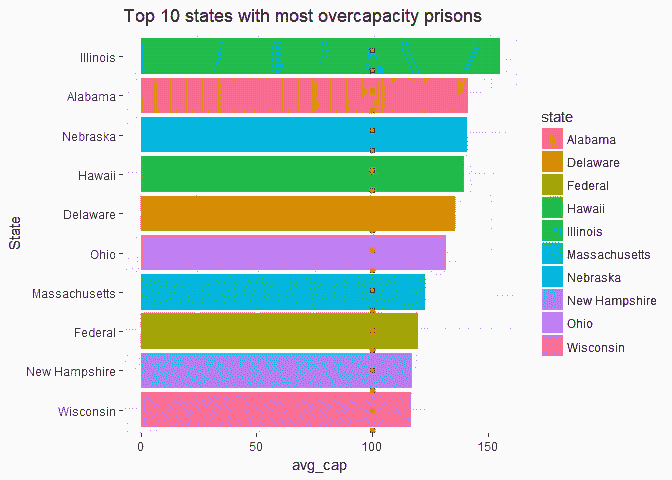 Top 10 states with most overcapacity prisons
Illinois
Alabama
Nebraska
Hawaii
Delaware
Ohio
Massachusetts
Federal
New Hampshire
Wisconsin
State
0 50 100 150
avg_cap
state
Alabama
Delaware
Federal
Hawaii
Illinois
Massachusetts
Nebraska
New Hampshire
Ohio
Wisconsin